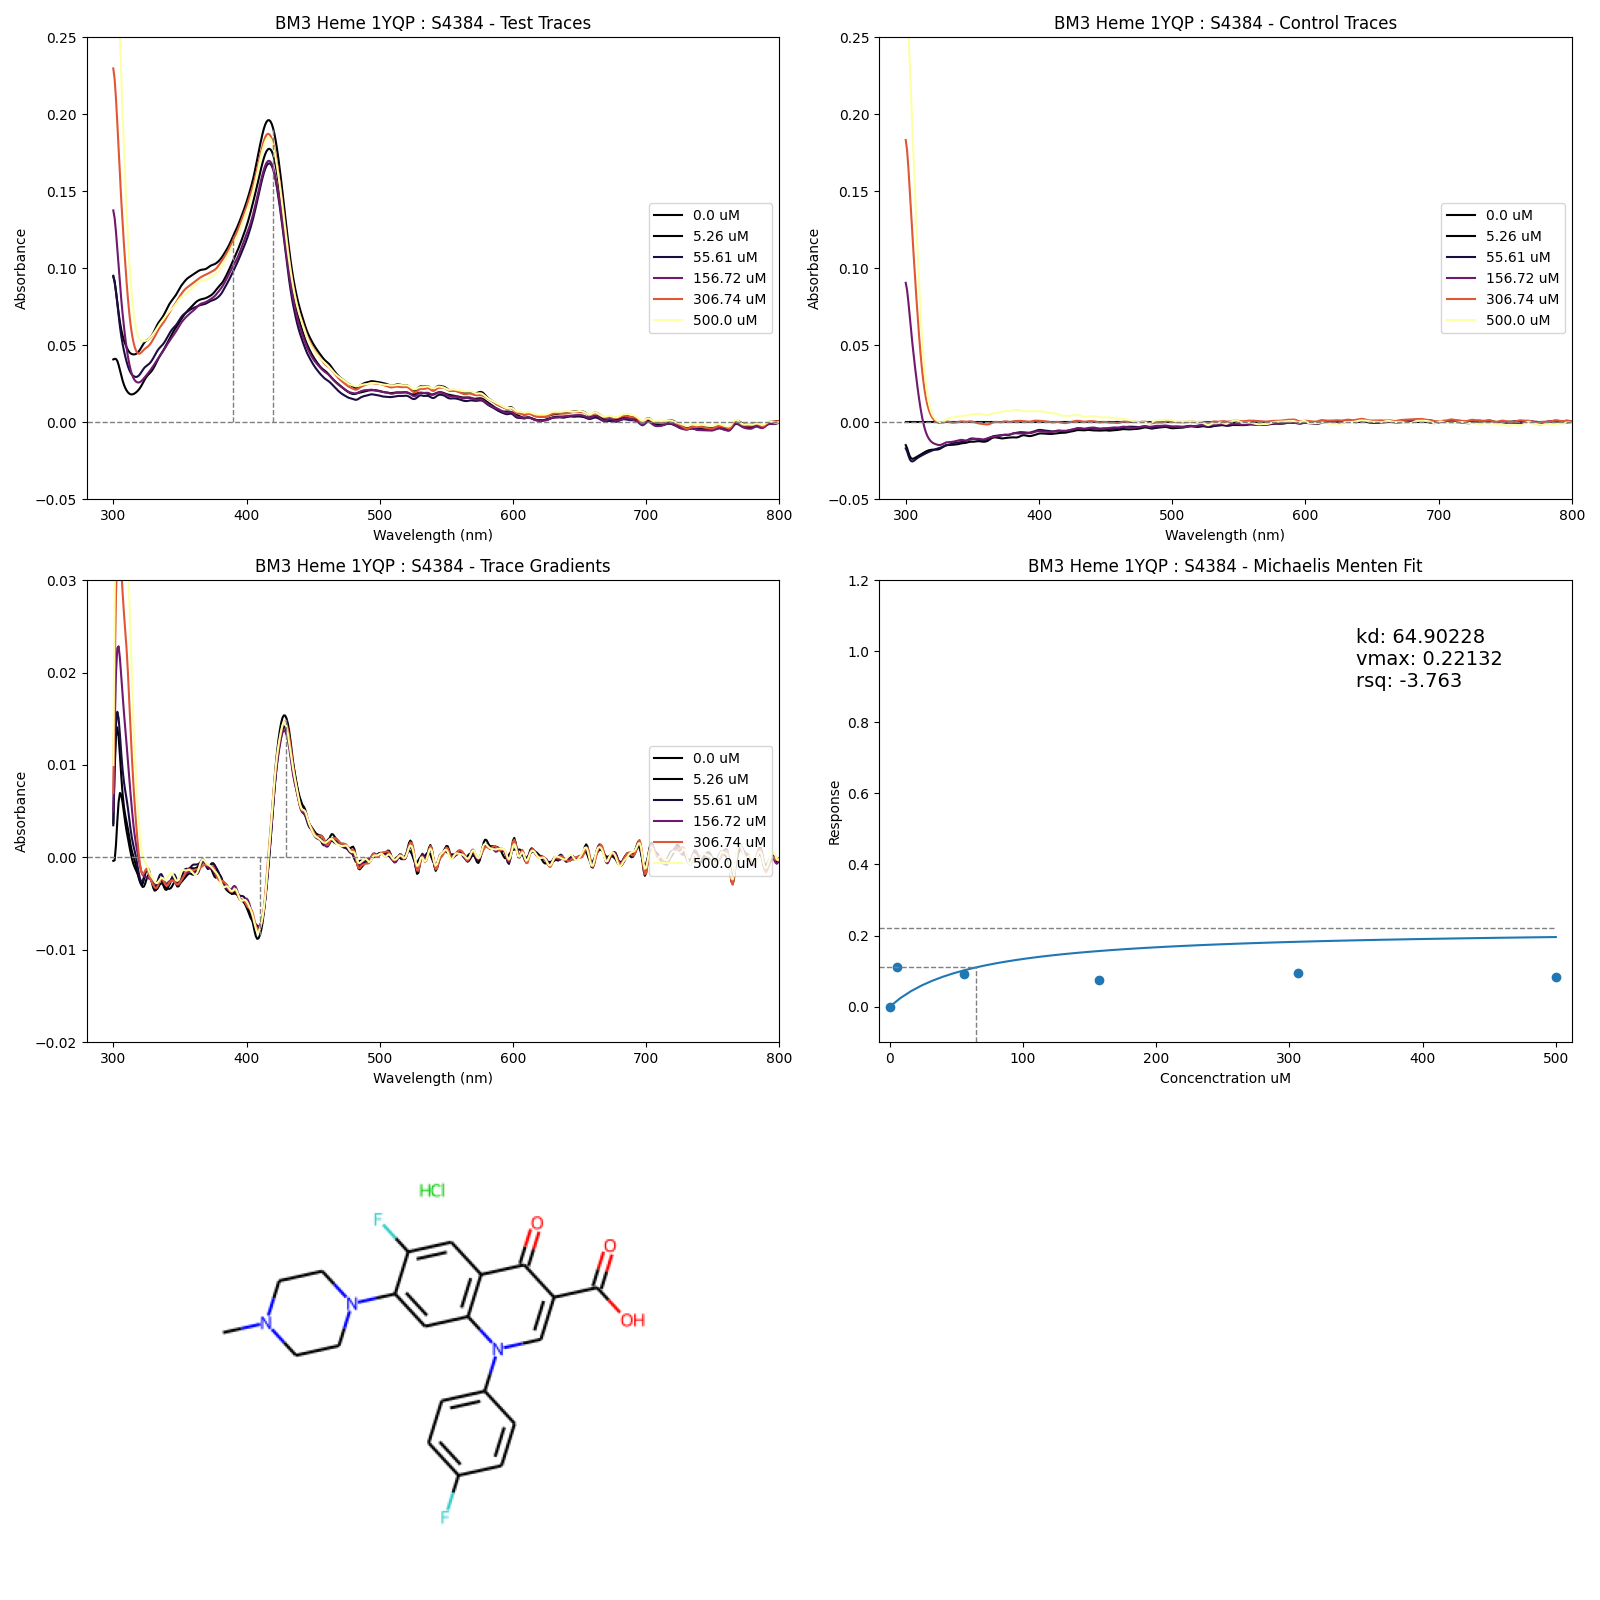 BM3 Heme 1YQP : S4384 - Test Traces
Absorbance
0.25
0.20
0.15
0.10
0.05
0.00
−0.05
300 400 500 600 700 800
Wavelength (nm)
0.0 uM
5.26 uM
55.61 uM
156.72 uM
306.74 uM
500.0 uM
BM3 Heme 1YQP : S4384 - Control Traces
Absorbance
0.25
0.20
0.15
0.10
0.05
0.00
−0.05
300 400 500 600 700 800
Wavelength (nm)
0.0 uM
5.26 uM
55.61 uM
156.72 uM
306.74 uM
500.0 uM
BM3 Heme 1YQP : S4384 - Trace Gradients
Absorbance
0.03
0.02
0.01
0.00
−0.01
−0.02
300 400 500 600 700 800
Wavelength (nm)
0.0 uM
5.26 uM
55.61 uM
156.72 uM
306.74 uM
500.0 uM
BM3 Heme 1YQP : S4384 - Michaelis Menten Fit
Response
1.2
1.0
0.8
0.6
0.4
0.2
0.0
0 100 200 300 400 500
Concenctration uM
kd: 64.90228
vmax: 0.22132
rsq: -3.763
HCl
F
O
O
N
N
OH
N
F